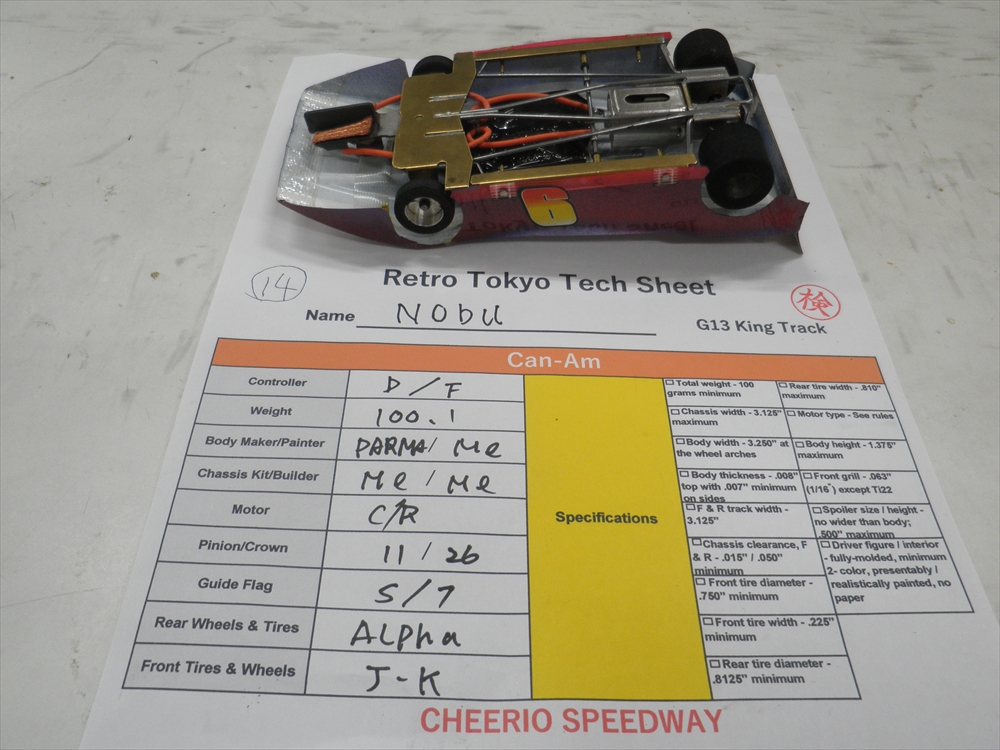 6
14
Retro Tokyo Tech Sheet
検
Name NObu
G13 King Track
Can-Am
Controller D/F
Weight 100.1
Body Maker/Painter PARMA/ Me
Chassis Kit/Builder Me/Me
Motor C/R
Pinion/Crown 11/26
Guide Flag S/7
Rear Wheels & Tires ALPha
Front Tires & Wheels J-K
Specifications
☐ Total weight - 100
grams minimum
☐ Rear tire width - .810"
maximum
☐ Chassis width - 3.125"
maximum
☐ Motor type - See rules
☐ Body width - 3.250" at
the wheel arches
☐ Body height - 1.375"
maximum
☐ Body thickness - .008"
top with .007" minimum
on sides
☐ Front grill - .063"
(1/16") except Ti22
☐ F & R track width -
3.125"
☐ Spoiler size / height -
no wider than body;
.500" maximum
☐ Chassis clearance, F
& R - .015" / .050"
minimum
☐ Driver figure / interior
- fully-molded, minimum
2- color, presentably /
realistically painted, no
paper
☐ Front tire diameter -
.750" minimum
☐ Front tire width - .225"
minimum
☐ Rear tire diameter -
.8125" minimum
CHEERIO SPEEDWAY